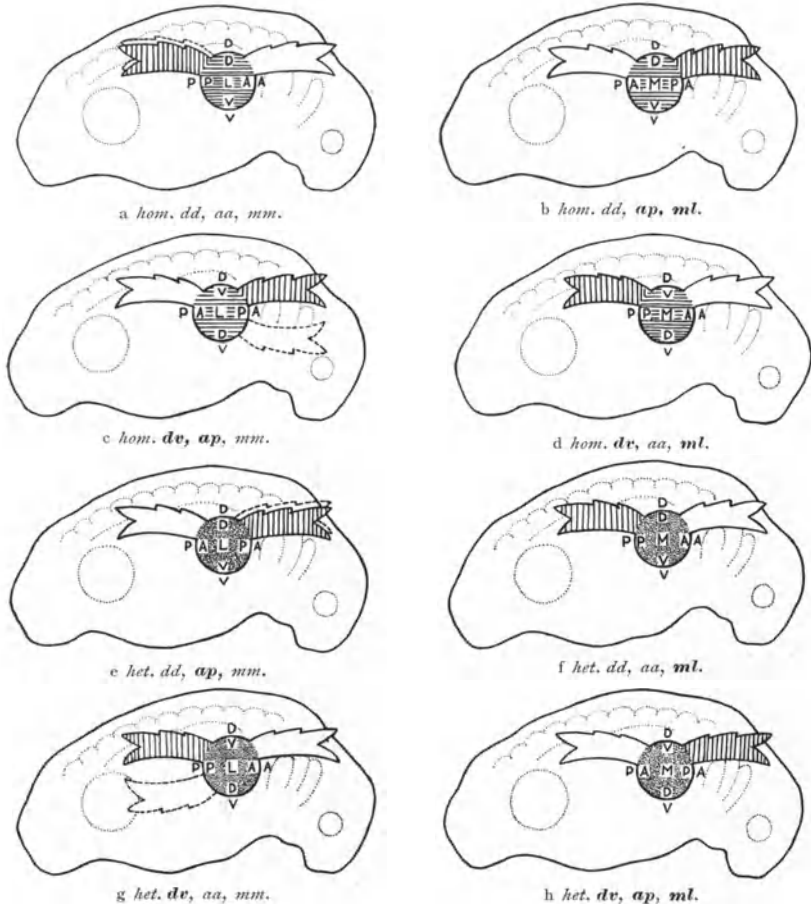 D
D
P P L A A
V
V
a hom. dd, aa, mm.
D
D
P A M P A
V
V
b hom. dd, ap, ml.
D
V
P A L P A
D
V
c hom. dv, ap, mm.
D
V
P P M A A
D
V
d hom. dv, aa, ml.
D
D
P A L P A
V
V
e het. dd, ap, mm.
D
D
P P M A A
V
V
f het. dd, aa, ml.
D
V
P P L A A
D
V
g het. dv, aa, mm.
D
V
P A M P A
D
V
h het. dv, ap, ml.